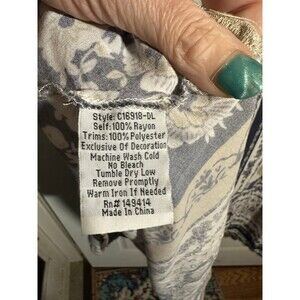 Style: C16918-DL
Self: 100% Rayon
Trims: 100% Polyester
Exclusive Of Decoration
Machine Wash Cold
No Bleach
Tumble Dry Low
Remove Promptly
Warm Iron If Needed
Rn# 149414
Made In China